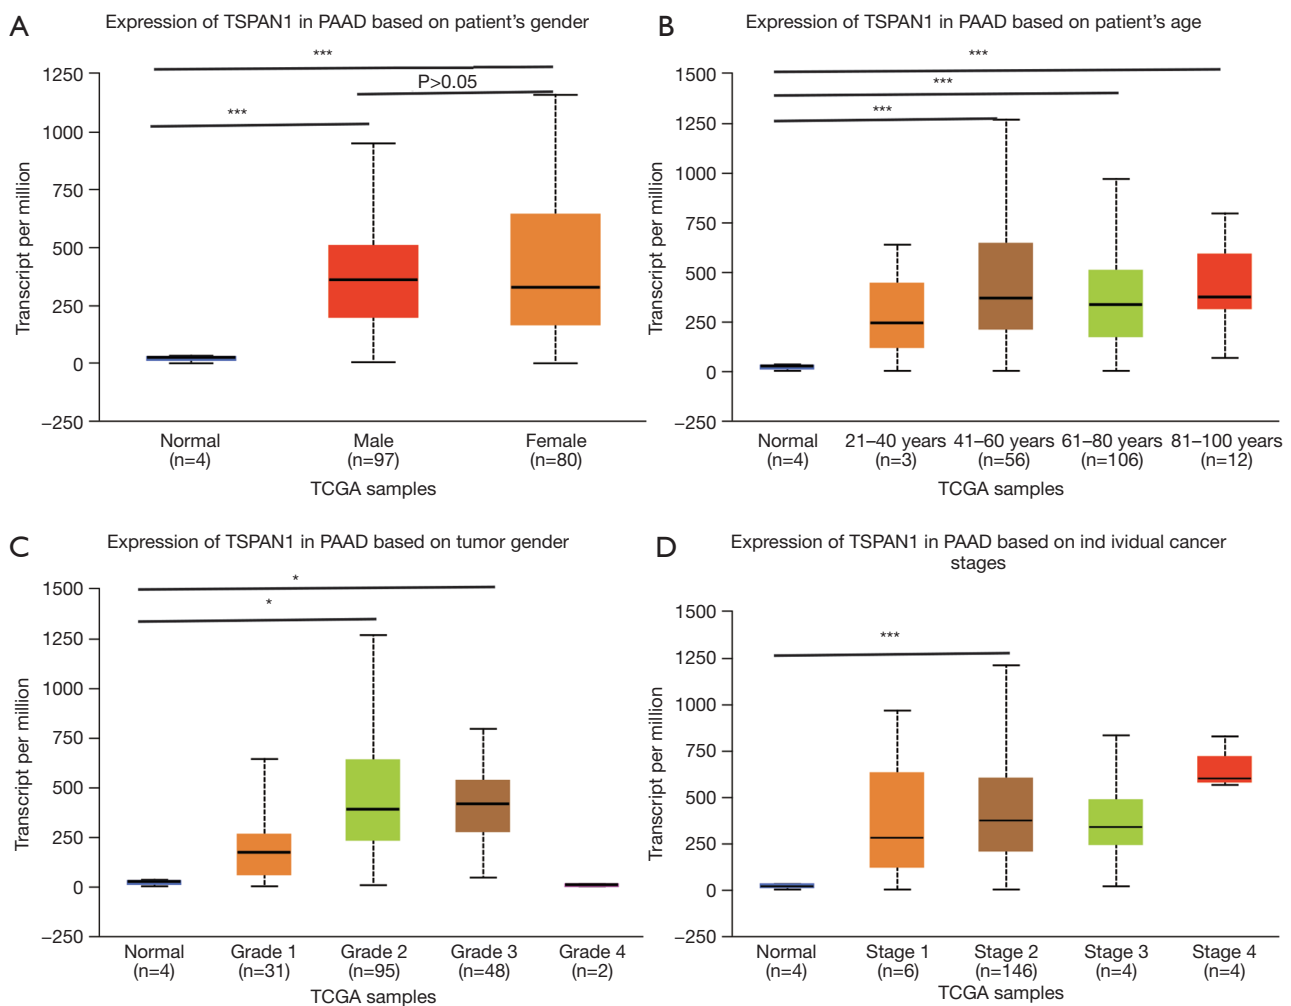 A
Expression of TSPAN1 in PAAD based on patient's gender
***
P>0.05
***
1250
1000
750
500
250
0
−250
Transcript per million
Normal
(n=4)
Male
(n=97)
Female
(n=80)
TCGA samples
B
Expression of TSPAN1 in PAAD based on patient's age
***
***
***
1500
1250
1000
750
500
250
0
−250
Transcript per million
Normal
(n=4)
21–40 years
(n=3)
41–60 years
(n=56)
61–80 years
(n=106)
81–100 years
(n=12)
TCGA samples
C
Expression of TSPAN1 in PAAD based on tumor gender
*
*
1500
1250
1000
750
500
250
0
−250
Transcript per million
Normal
(n=4)
Grade 1
(n=31)
Grade 2
(n=95)
Grade 3
(n=48)
Grade 4
(n=2)
TCGA samples
D
Expression of TSPAN1 in PAAD based on ind ividual cancer
stages
***
1500
1250
1000
750
500
250
0
−250
Transcript per million
Normal
(n=4)
Stage 1
(n=6)
Stage 2
(n=146)
Stage 3
(n=4)
Stage 4
(n=4)
TCGA samples